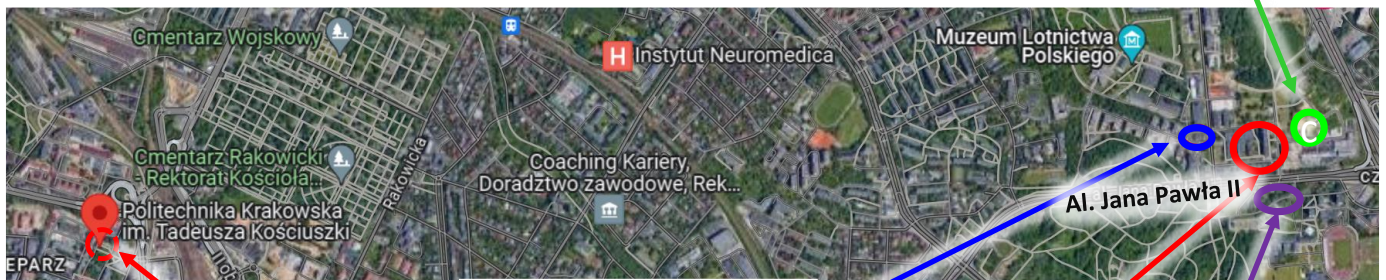 Cmentarz Wojskowy
H Instytut Neuromedica
Muzeum Lotnictwa
Polskiego
C
Cmentarz Rakowicki
- Rektorat Kościoła...
Rakowicka
Coaching Kariery,
Doradztwo zawodowe, Rek...
Al. Jana Pawła II
CZ
Politechnika Krakowska
im. Tadeusza Kościuszki
EPARZ